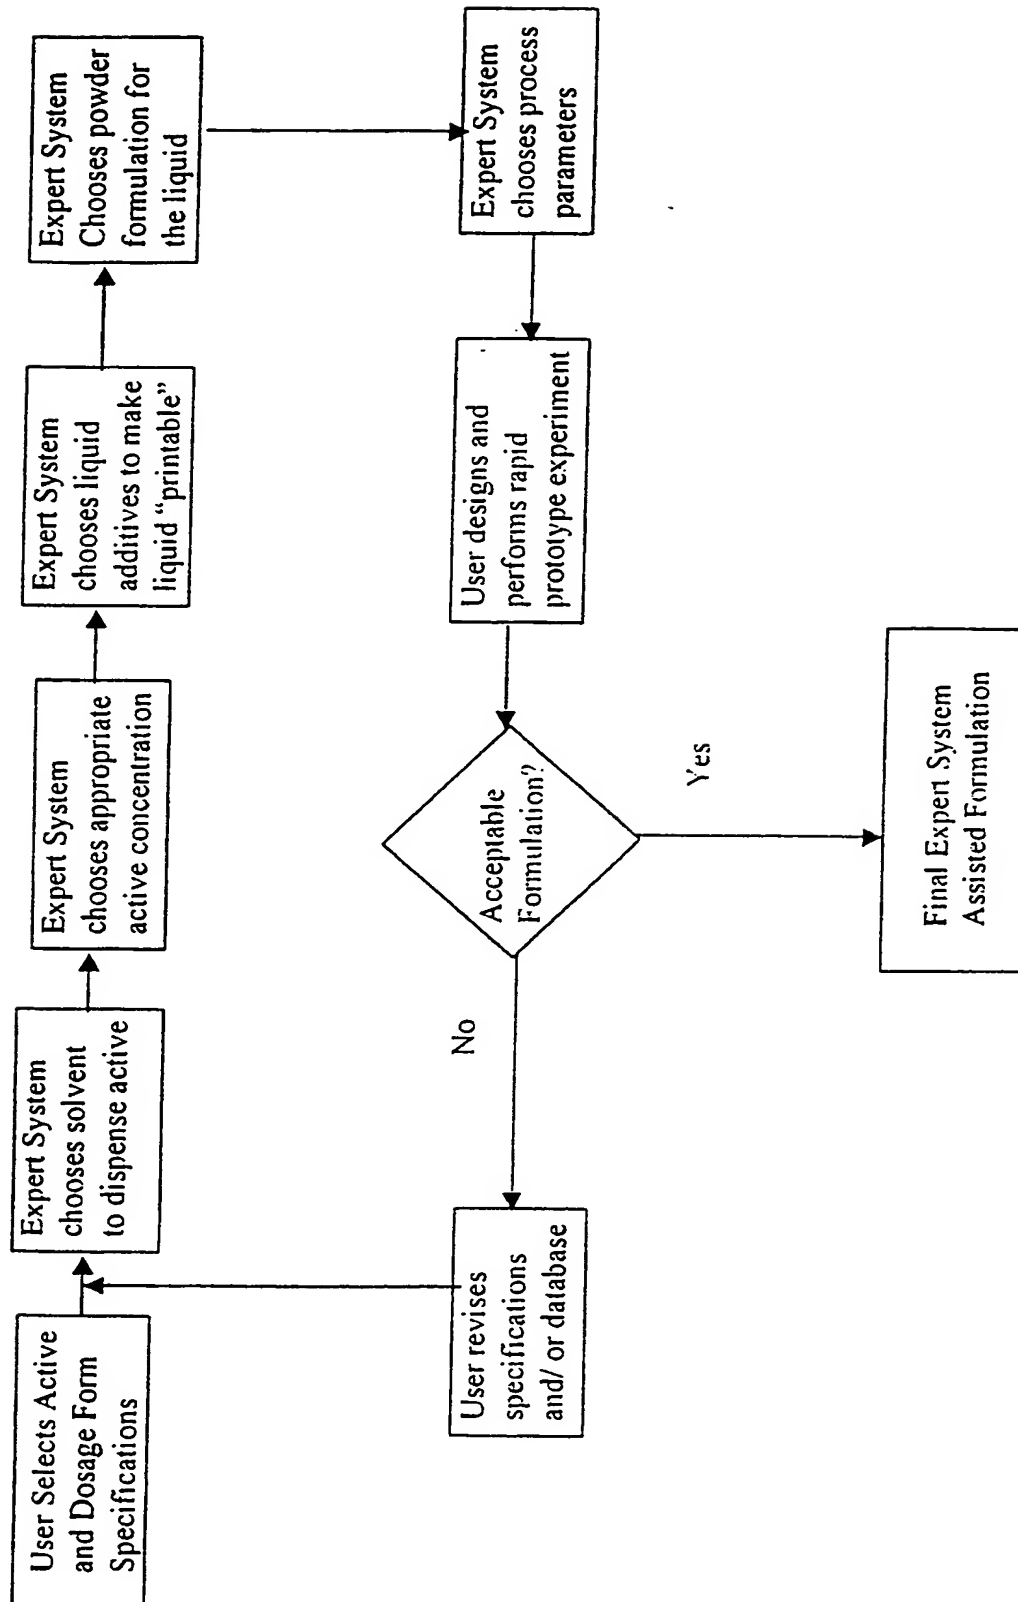 User Selects Active
and Dosage Form
Specifications
Expert System
chooses solvent
to dispense active
Expert System
chooses appropriate
active concentration
Expert System
chooses liquid
additives to make
liquid “printable”
Expert System
Chooses powder
formulation for
the liquid
Expert System
chooses process
parameters
User designs and
performs rapid
prototype experiment
Acceptable
Formulation?
No
Yes
User revises
specifications
and/ or database
Final Expert System
Assisted Formulation